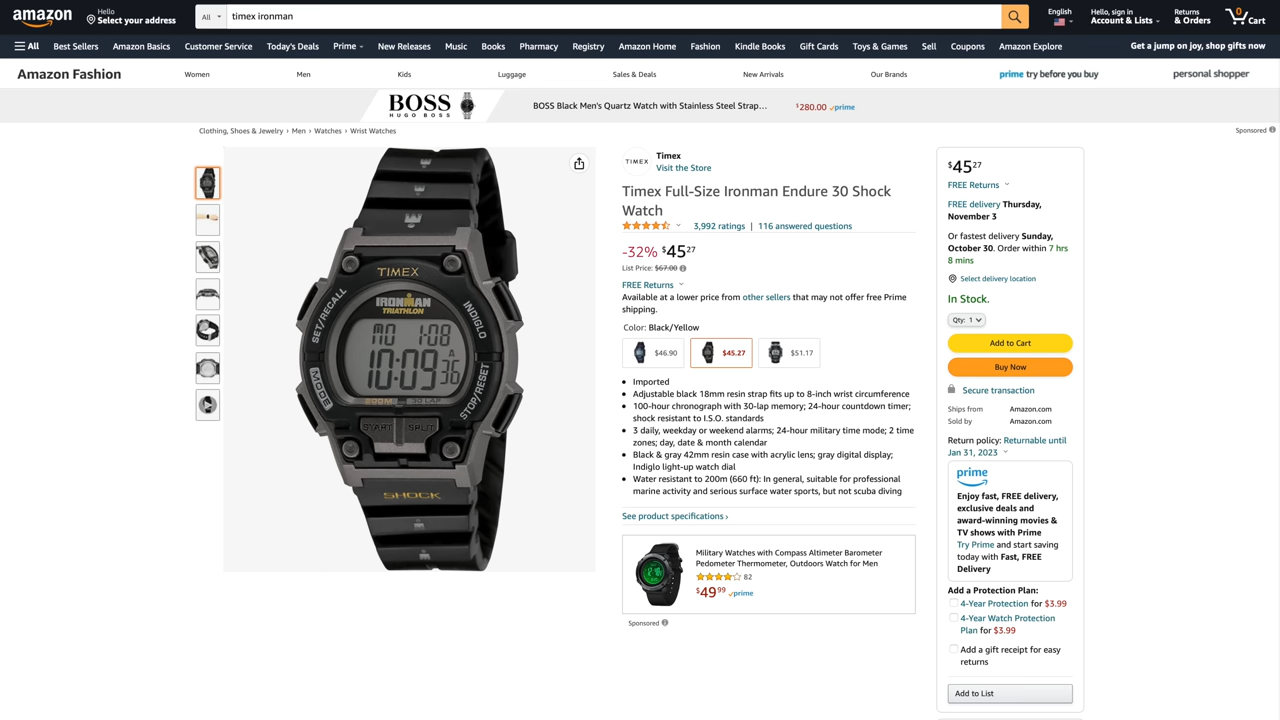 amazon
Hello
Select your address
All
timex ironman
English
Hello, sign in
Account & Lists
Returns
& Orders
0
Cart
All
Best Sellers
Amazon Basics
Customer Service
Today's Deals
Prime
New Releases
Music
Books
Pharmacy
Registry
Amazon Home
Fashion
Kindle Books
Gift Cards
Toys & Games
Sell
Coupons
Amazon Explore
Get a jump on joy, shop gifts now
Amazon Fashion
Women
Men
Kids
Luggage
Sales & Deals
New Arrivals
Our Brands
prime try before you buy
personal shopper
BOSS
HUGO BOSS
BOSS Black Men's Quartz Watch with Stainless Steel Strap…
$280.00 prime
Clothing, Shoes & Jewelry › Men › Watches › Wrist Watches
Sponsored
TIMEX
IRONMAN
TRIATHLON
SET/RECALL
INDIGLO
MO 1-08
10:09 36
A
MODE
STOP/RESET
200M
30 LAP
START
SPLIT
SHOCK
TIMEX
Timex
Visit the Store
Timex Full-Size Ironman Endure 30 Shock
Watch
3,992 ratings | 116 answered questions
-32% $45 27
List Price: $67.00
FREE Returns
Available at a lower price from other sellers that may not offer free Prime
shipping.
Color: Black/Yellow
$46.90
$45.27
$51.17
• Imported
• Adjustable black 18mm resin strap fits up to 8-inch wrist circumference
• 100-hour chronograph with 30-lap memory; 24-hour countdown timer;
shock resistant to I.S.O. standards
• 3 daily, weekday or weekend alarms; 24-hour military time mode; 2 time
zones; day, date & month calendar
• Black & gray 42mm resin case with acrylic lens; gray digital display;
Indiglo light-up watch dial
• Water resistant to 200m (660 ft): In general, suitable for professional
marine activity and serious surface water sports, but not scuba diving
See product specifications ›
Military Watches with Compass Altimeter Barometer
Pedometer Thermometer, Outdoors Watch for Men
82
$49 99 prime
Sponsored
$45 27
FREE Returns
FREE delivery Thursday,
November 3
Or fastest delivery Sunday,
October 30. Order within 7 hrs
8 mins
Select delivery location
In Stock.
Qty: 1
Add to Cart
Buy Now
Secure transaction
Ships from Amazon.com
Sold by Amazon.com
Return policy: Returnable until
Jan 31, 2023
prime
Enjoy fast, FREE delivery,
exclusive deals and
award-winning movies &
TV shows with Prime
Try Prime and start saving
today with Fast, FREE
Delivery
Add a Protection Plan:
4-Year Protection for $3.99
4-Year Watch Protection
Plan for $3.99
Add a gift receipt for easy
returns
Add to List